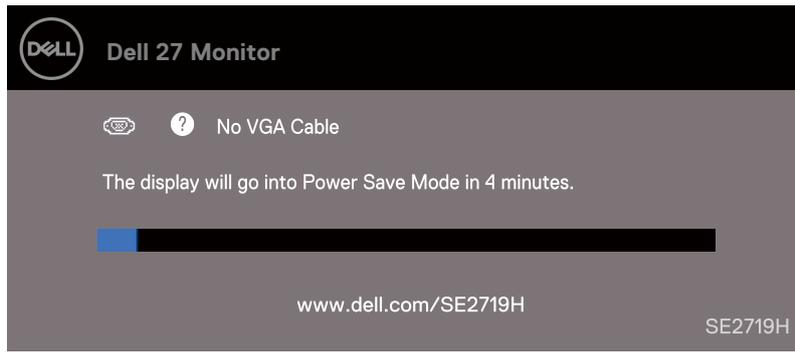 DELL
Dell 27 Monitor
? No VGA Cable
The display will go into Power Save Mode in 4 minutes.
www.dell.com/SE2719H
SE2719H